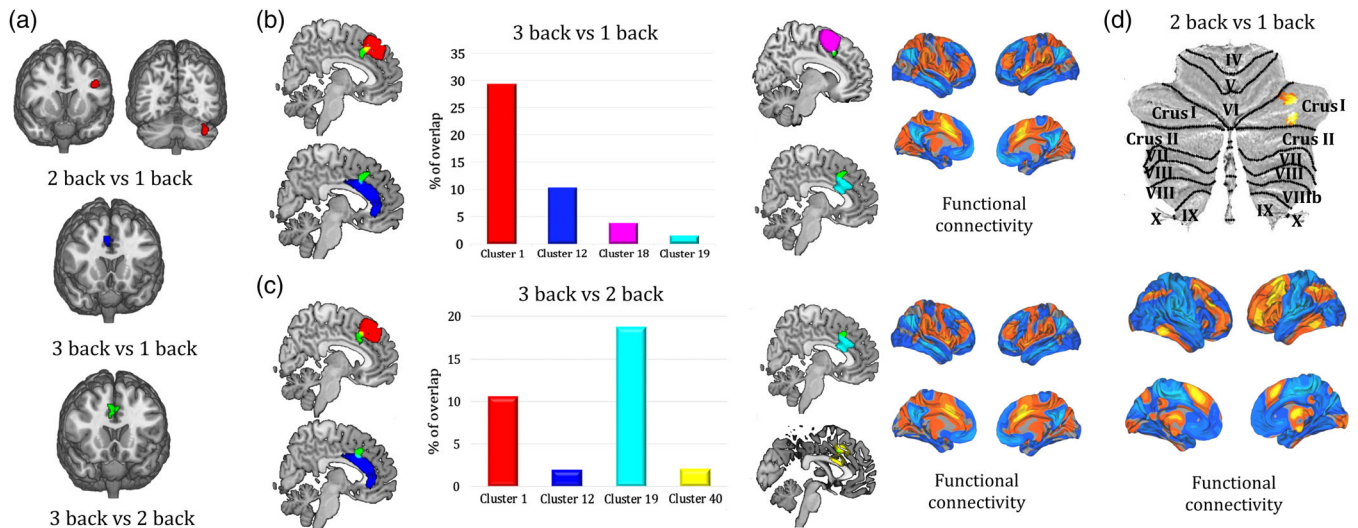 (a)
2 back vs 1 back
3 back vs 1 back
3 back vs 2 back
(b)
3 back vs 1 back
% of overlap
35
30
25
20
15
10
5
0
Cluster 1
Cluster 12
Cluster 18
Cluster 19
Functional
connectivity
(c)
3 back vs 2 back
% of overlap
20
15
10
5
0
Cluster 1
Cluster 12
Cluster 19
Cluster 40
Functional
connectivity
(d)
2 back vs 1 back
IV
V
VI
Crus I
Crus I
Crus II
Crus II
VII
VII
VIII
VIII
VIII
VIIIb
IX
IX
X
X
Functional
connectivity